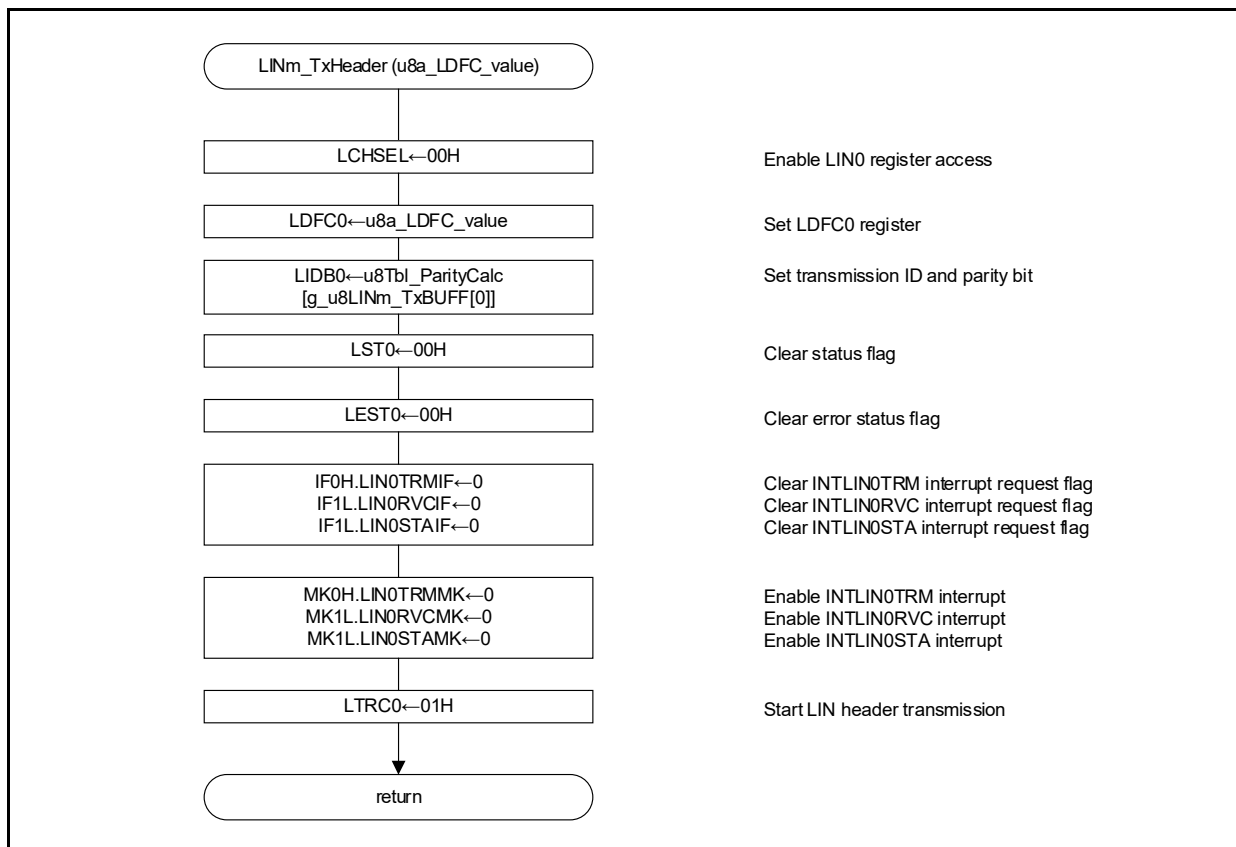 LINm_TxHeader (u8a_LDFC_value)
LCHSEL←00H
Enable LIN0 register access
LDFC0←u8a_LDFC_value
Set LDFC0 register
LIDB0←u8Tbl_ParityCalc
[g_u8LINm_TxBUFF[0]]
Set transmission ID and parity bit
LST0←00H
Clear status flag
LEST0←00H
Clear error status flag
IF0H.LIN0TRMIF←0
Clear INTLIN0TRM interrupt request flag
IF1L.LIN0RVCIF←0
Clear INTLIN0RVC interrupt request flag
IF1L.LIN0STAIF←0
Clear INTLIN0STA interrupt request flag
MK0H.LIN0TRMMK←0
Enable INTLIN0TRM interrupt
MK1L.LIN0RVCMK←0
Enable INTLIN0RVC interrupt
MK1L.LIN0STAMK←0
Enable INTLIN0STA interrupt
LTRC0←01H
Start LIN header transmission
return